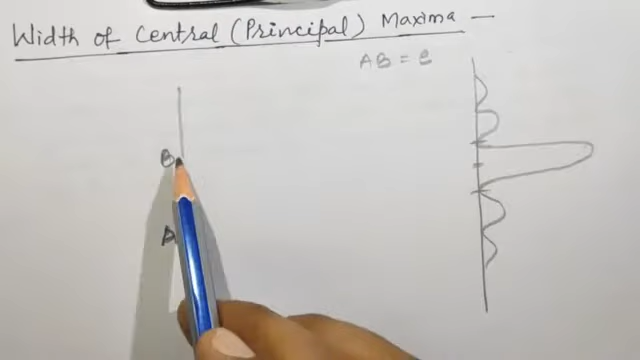 Width of Central (Principal) Maxima —
AB = e
B
A